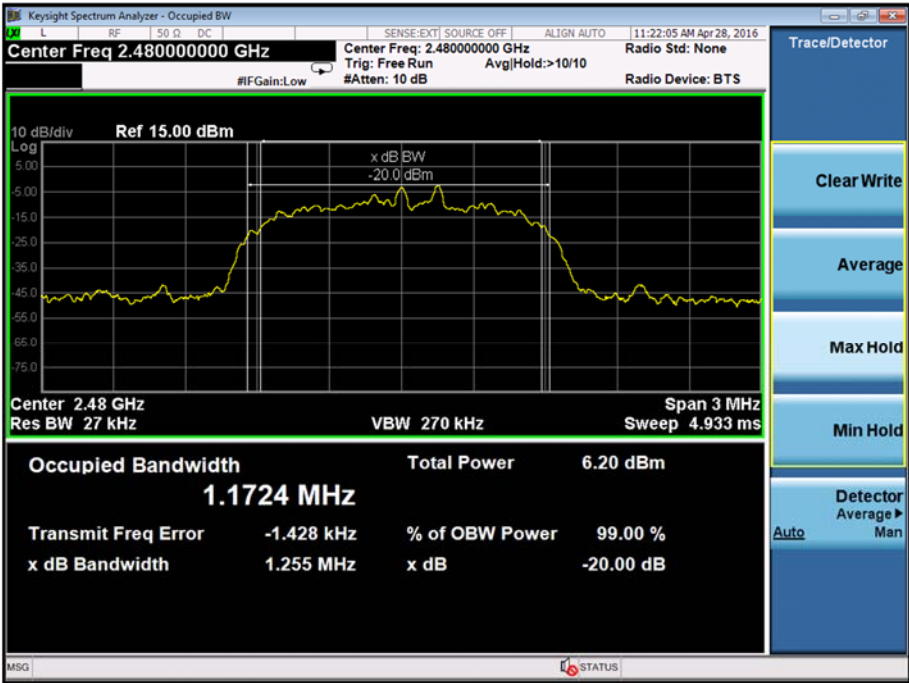 Keysight Spectrum Analyzer - Occupied BW
LXI L RF 50 Ω DC SENSE:EXT SOURCE OFF ALIGN AUTO 11:22:05 AM Apr 28, 2016
Center Freq 2.480000000 GHz
Center Freq: 2.480000000 GHz
Radio Std: None
Trig: Free Run Avg|Hold:>10/10
#IFGain:Low #Atten: 10 dB Radio Device: BTS
10 dB/div Ref 15.00 dBm
Log
5.00
-5.00
-15.0
-25.0
-35.0
-45.0
-55.0
-65.0
-75.0
x dB BW
-20.0 dBm
Center 2.48 GHz Span 3 MHz
Res BW 27 kHz VBW 270 kHz Sweep 4.933 ms
Occupied Bandwidth Total Power 6.20 dBm
1.1724 MHz
Transmit Freq Error -1.428 kHz % of OBW Power 99.00 %
x dB Bandwidth 1.255 MHz x dB -20.00 dB
MSG STATUS
Trace/Detector
Clear Write
Average
Max Hold
Min Hold
Detector
Average
Auto Man